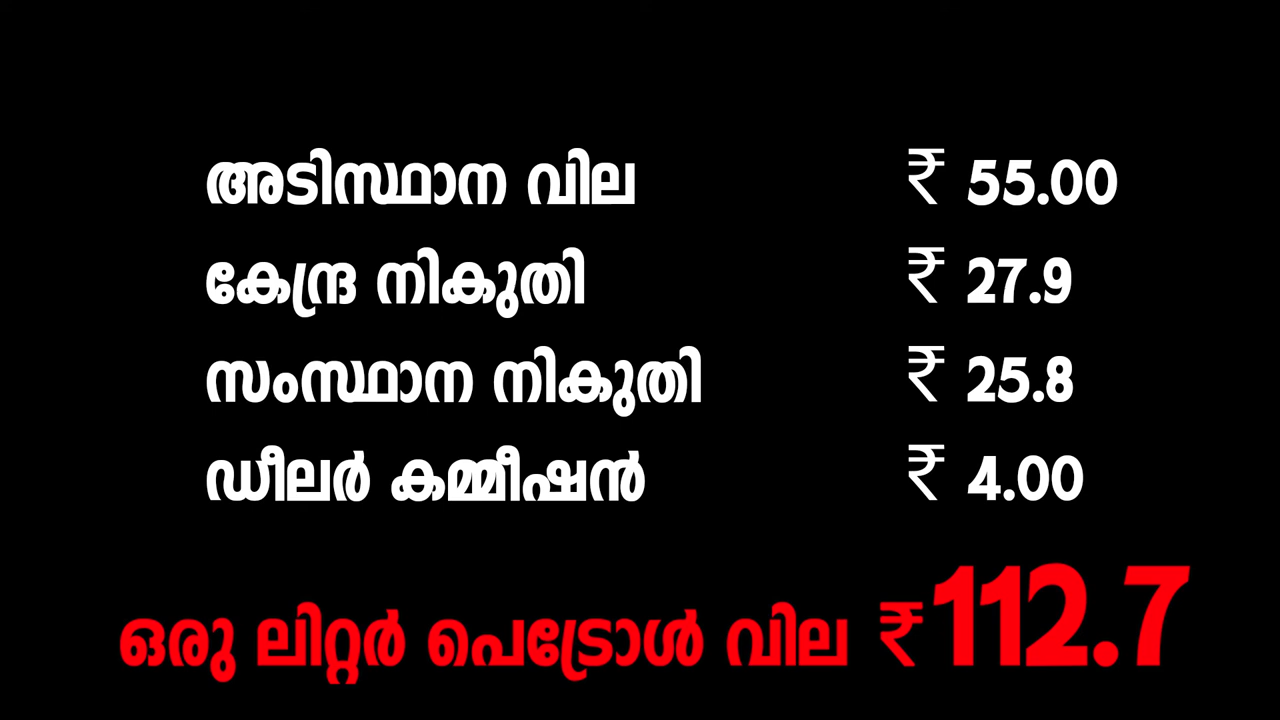 അടിസ്ഥാന വില ₹ 55.00
കേന്ദ്ര നികുതി ₹ 27.9
സംസ്ഥാന നികുതി ₹ 25.8
ഡീലർ കമ്മീഷൻ ₹ 4.00
ഒരു ലിറ്റർ പെട്രോൾ വില ₹112.7